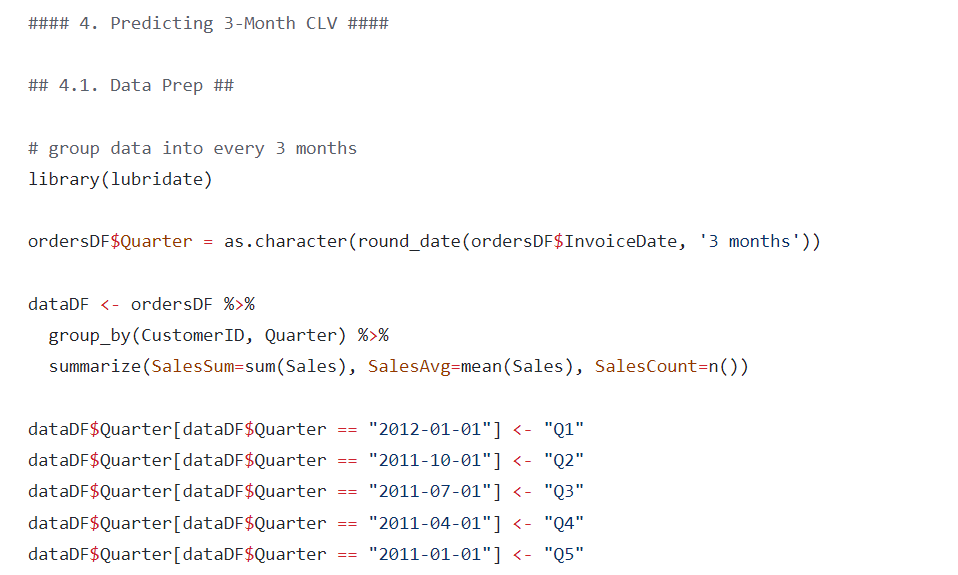 #### 4. Predicting 3-Month CLV ####
## 4.1. Data Prep ##
# group data into every 3 months
library(lubridate)
ordersDF$Quarter = as.character(round_date(ordersDF$InvoiceDate, '3 months'))
dataDF <- ordersDF %>%
  group_by(CustomerID, Quarter) %>%
  summarize(SalesSum=sum(Sales), SalesAvg=mean(Sales), SalesCount=n())
dataDF$Quarter[dataDF$Quarter == "2012-01-01"] <- "Q1"
dataDF$Quarter[dataDF$Quarter == "2011-10-01"] <- "Q2"
dataDF$Quarter[dataDF$Quarter == "2011-07-01"] <- "Q3"
dataDF$Quarter[dataDF$Quarter == "2011-04-01"] <- "Q4"
dataDF$Quarter[dataDF$Quarter == "2011-01-01"] <- "Q5"